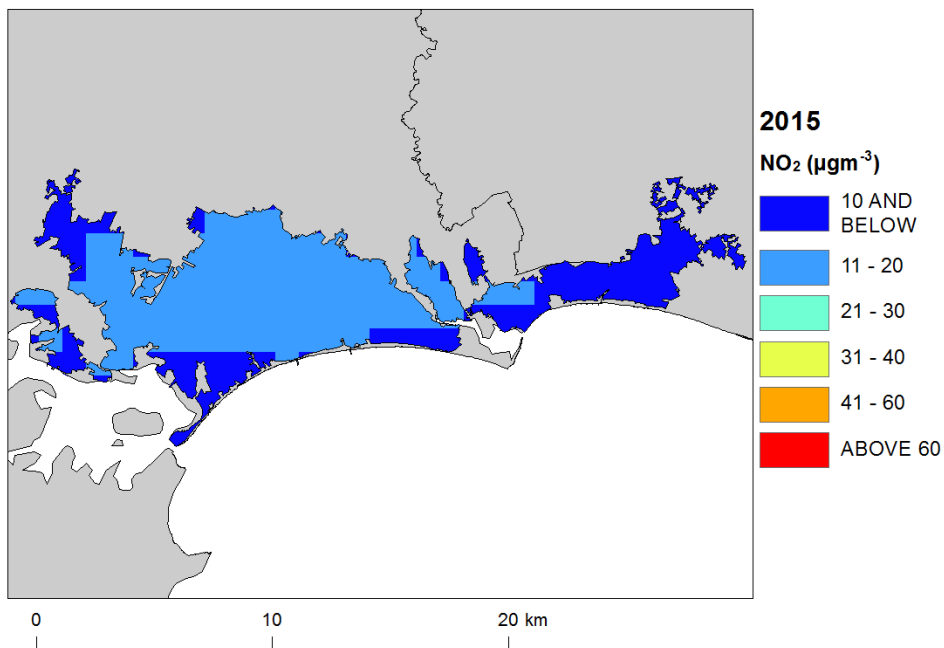 2015
NO₂ (µgm⁻³)
10 AND
BELOW
11 - 20
21 - 30
31 - 40
41 - 60
ABOVE 60
0 10 20 km